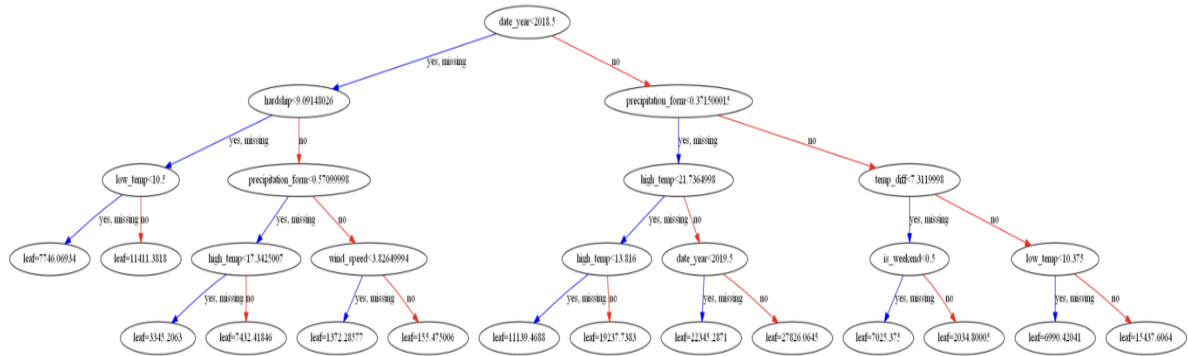 date_year<2018.5
yes, missing
no
hardship<9.09148026
precipitation_form<0.371500015
yes, missing
no
yes, missing
no
low_temp<10.5
precipitation_form<0.57099998
high_temp<21.7364998
temp_diff<7.3119998
yes, missing
no
yes, missing
no
yes, missing
no
yes, missing
no
leaf=7746.06934
leaf=11411.3818
high_temp<17.3425007
wind_speed<3.82649994
high_temp<13.816
date_year<2019.5
is_weekend<0.5
low_temp<10.375
yes, missing
no
yes, missing
no
yes, missing
no
yes, missing
no
yes, missing
no
yes, missing
no
leaf=3345.2063
leaf=7432.41846
leaf=1372.28577
leaf=155.475006
leaf=11139.4688
leaf=19237.7383
leaf=22345.2871
leaf=27826.0645
leaf=7025.375
leaf=2034.80005
leaf=6990.42041
leaf=15437.6064